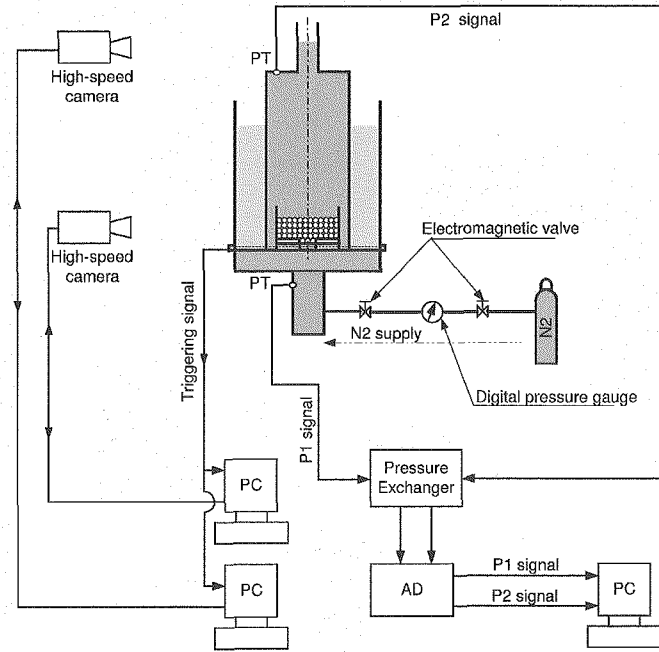 P2 signal
PT
High-speed
camera
Electromagnetic valve
High-speed
camera
PT
N2
N2 supply
Triggering signal
Digital pressure gauge
P1 signal
Pressure
Exchanger
PC
P1 signal
AD
PC
P2 signal
PC